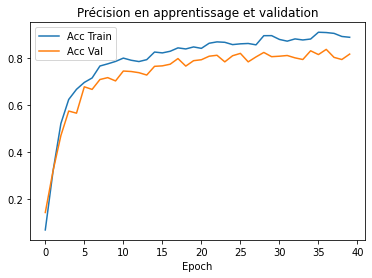 Précision en apprentissage et validation
Acc Train
Acc Val
0.8
0.6
0.4
0.2
0 5 10 15 20 25 30 35 40
Epoch